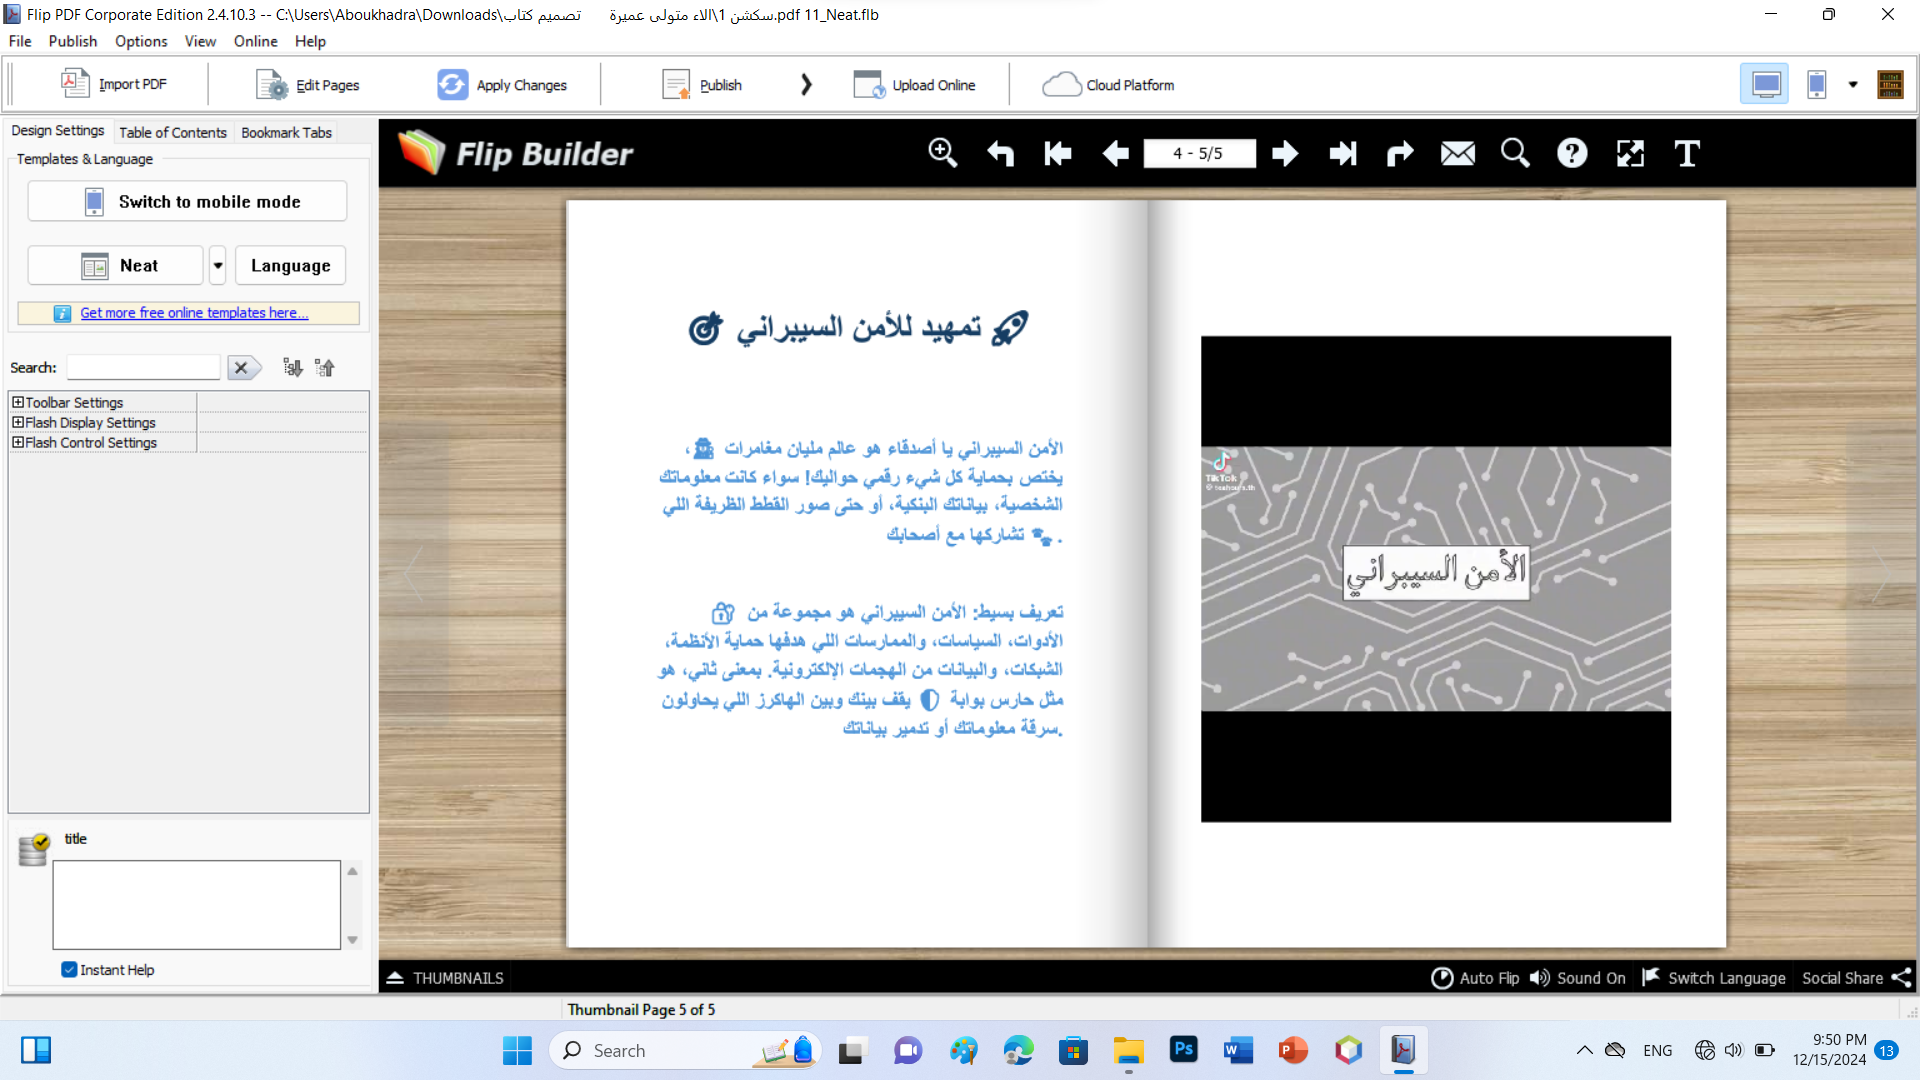 Flip PDF Corporate Edition 2.4.10.3 -- C:\Users\Aboukhadra\Downloads\سكشن 1\الاء متولى عميرة تصميم كتاب.pdf 11_Neat.flb
File Publish Options View Online Help
Import PDF Edit Pages Apply Changes Publish Upload Online Cloud Platform
Design Settings Table of Contents Bookmark Tabs
Templates & Language
Switch to mobile mode
Neat Language
Get more free online templates here...
Search:
Toolbar Settings
Flash Display Settings
Flash Control Settings
title
Instant Help
Flip Builder
4 - 5/5
تمهيد للأمن السيبراني
الأمن السيبراني يا أصدقاء هو عالم مليان مغامرات ،
يختص بحماية كل شيء رقمي حواليك! سواء كانت معلوماتك
الشخصية، بياناتك البنكية، أو حتى صور القطط الظريفة اللي
تشاركها مع أصحابك .
تعريف بسيط: الأمن السيبراني هو مجموعة من
الأدوات، السياسات، والممارسات اللي هدفها حماية الأنظمة،
الشبكات، والبيانات من الهجمات الإلكترونية. بمعنى ثاني، هو
مثل حارس بوابة يقف بينك وبين الهاكرز اللي يحاولون
سرقة معلوماتك أو تدمير بياناتك.
TikTok
الأمن السيبراني
THUMBNAILS
Auto Flip Sound On Switch Language Social Share
Thumbnail Page 5 of 5
Search
Ps
ENG
9:50 PM
12/15/2024
13